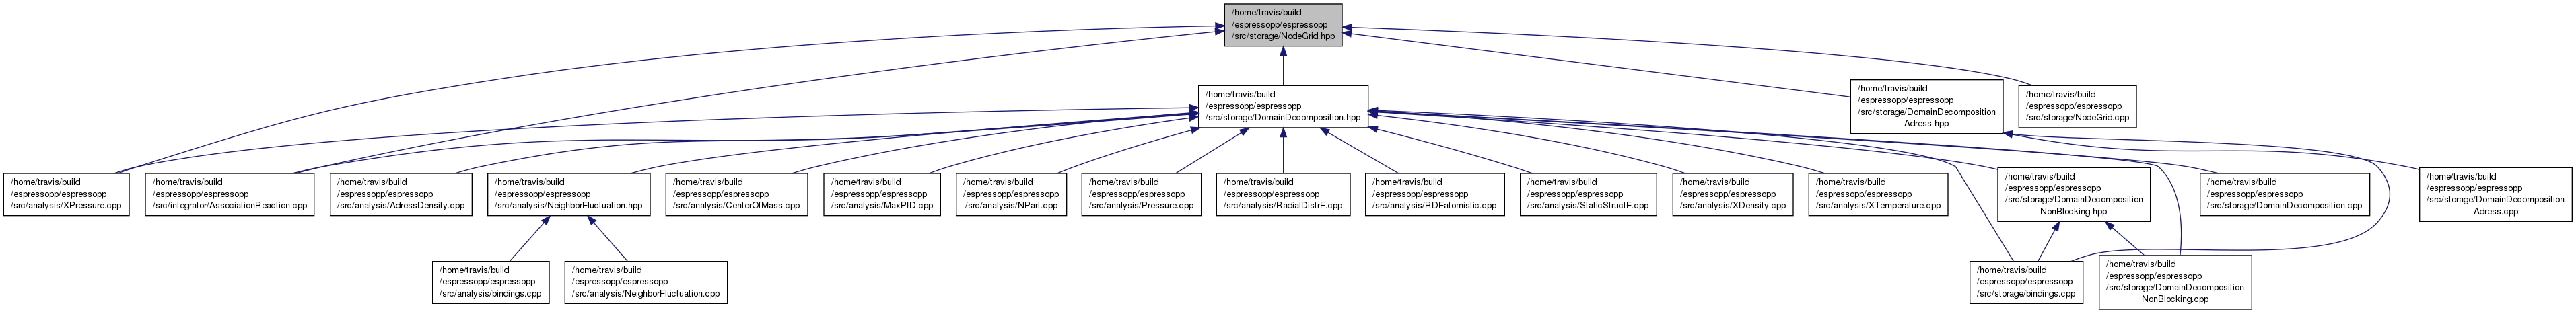 /home/travis/build
/espressopp/espressopp
/src/storage/NodeGrid.hpp
/home/travis/build
/espressopp/espressopp
/src/storage/DomainDecomposition.hpp
/home/travis/build
/espressopp/espressopp
/src/storage/DomainDecomposition
Adress.hpp
/home/travis/build
/espressopp/espressopp
/src/storage/NodeGrid.cpp
/home/travis/build
/espressopp/espressopp
/src/analysis/XPressure.cpp
/home/travis/build
/espressopp/espressopp
/src/integrator/AssociationReaction.cpp
/home/travis/build
/espressopp/espressopp
/src/analysis/AdressDensity.cpp
/home/travis/build
/espressopp/espressopp
/src/analysis/NeighborFluctuation.hpp
/home/travis/build
/espressopp/espressopp
/src/analysis/CenterOfMass.cpp
/home/travis/build
/espressopp/espressopp
/src/analysis/MaxPID.cpp
/home/travis/build
/espressopp/espressopp
/src/analysis/NPart.cpp
/home/travis/build
/espressopp/espressopp
/src/analysis/Pressure.cpp
/home/travis/build
/espressopp/espressopp
/src/analysis/RadialDistrF.cpp
/home/travis/build
/espressopp/espressopp
/src/analysis/RDFatomistic.cpp
/home/travis/build
/espressopp/espressopp
/src/analysis/StaticStructF.cpp
/home/travis/build
/espressopp/espressopp
/src/analysis/XDensity.cpp
/home/travis/build
/espressopp/espressopp
/src/analysis/XTemperature.cpp
/home/travis/build
/espressopp/espressopp
/src/storage/DomainDecomposition
NonBlocking.hpp
/home/travis/build
/espressopp/espressopp
/src/storage/DomainDecomposition.cpp
/home/travis/build
/espressopp/espressopp
/src/storage/DomainDecomposition
Adress.cpp
/home/travis/build
/espressopp/espressopp
/src/analysis/bindings.cpp
/home/travis/build
/espressopp/espressopp
/src/analysis/NeighborFluctuation.cpp
/home/travis/build
/espressopp/espressopp
/src/storage/bindings.cpp
/home/travis/build
/espressopp/espressopp
/src/storage/DomainDecomposition
NonBlocking.cpp